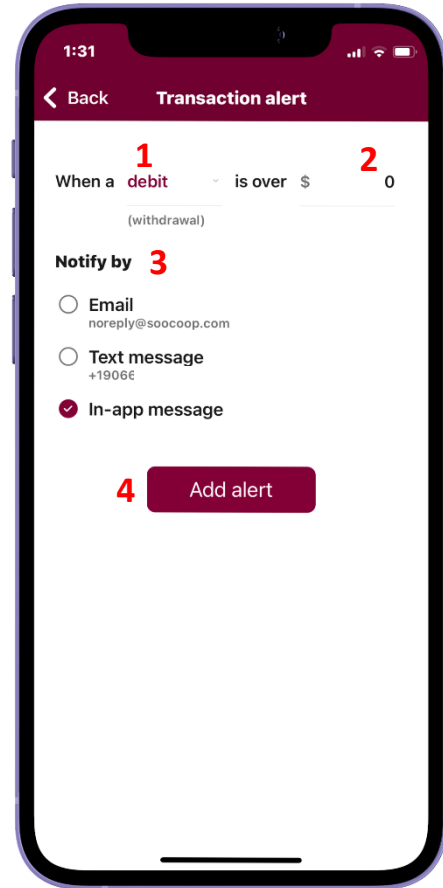 1:31
Back Transaction alert
1 2
When a debit is over $ 0
(withdrawal)
Notify by 3
Email
noreply@soocoop.com
Text message
+19066
In-app message
4 Add alert